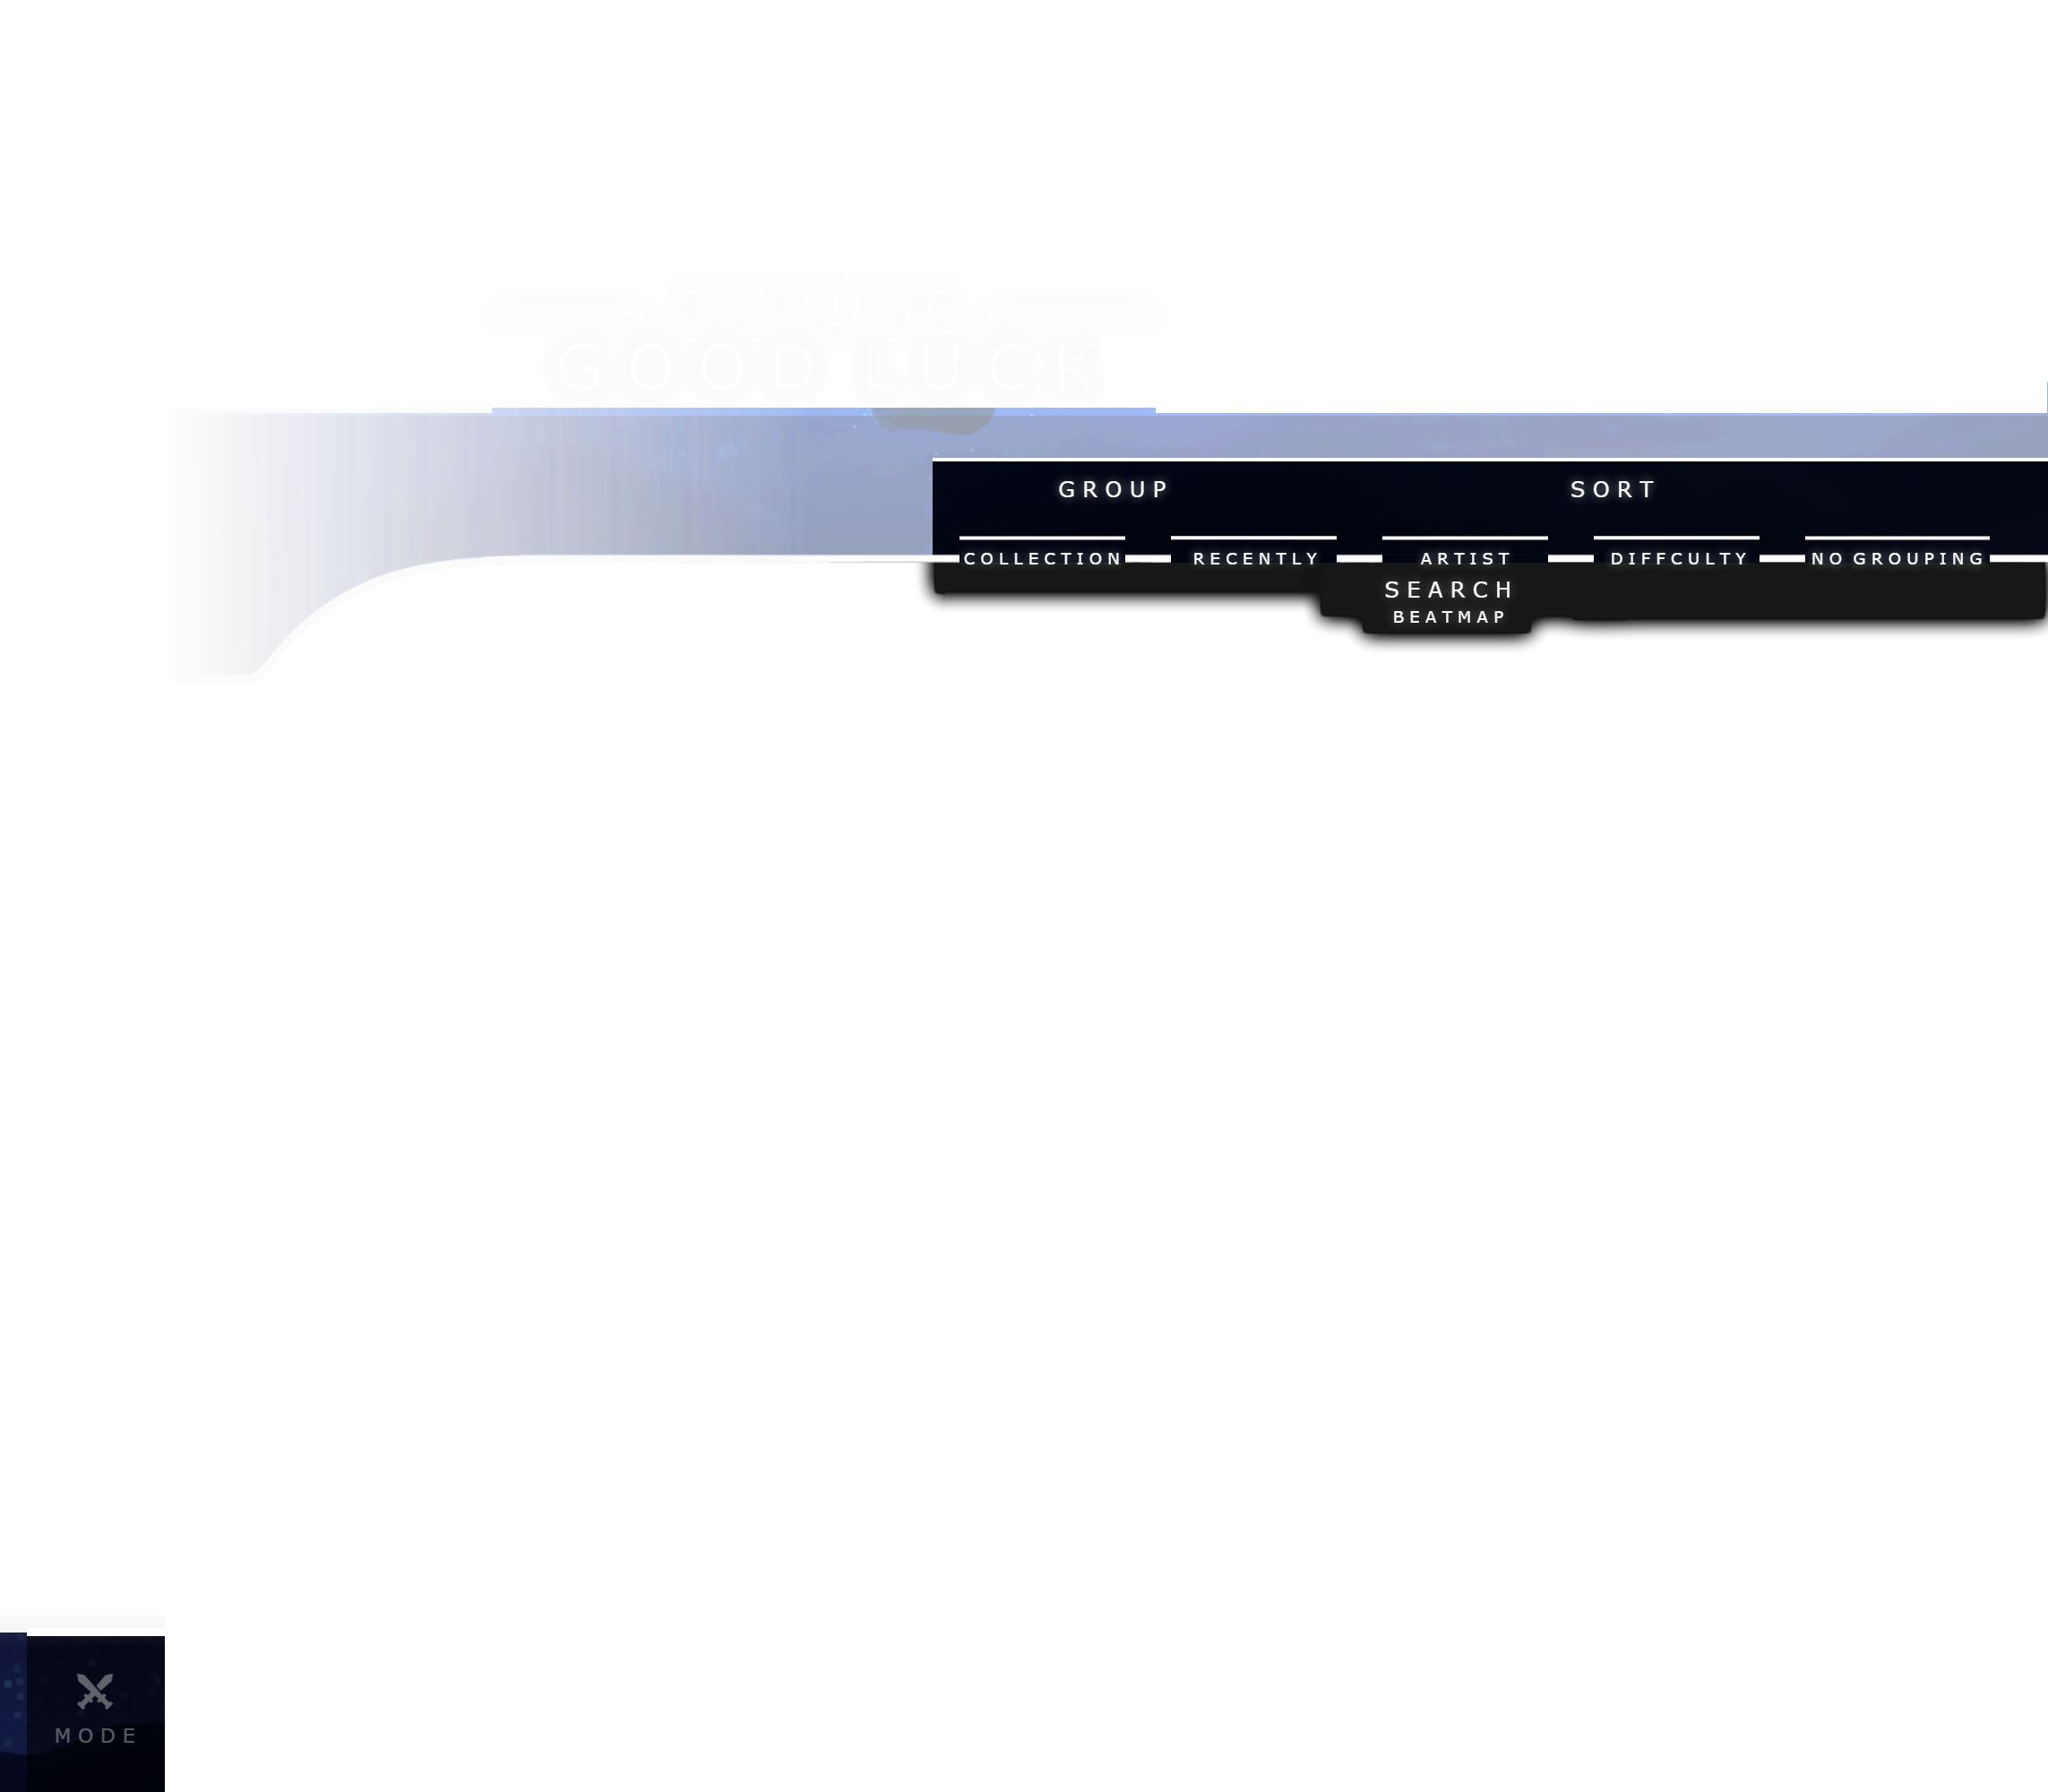 STARTING
GOOD LUCK
GROUP SORT
COLLECTION RECENTLY ARTIST DIFFCULTY NO GROUPING
SEARCH
BEATMAP
MODE